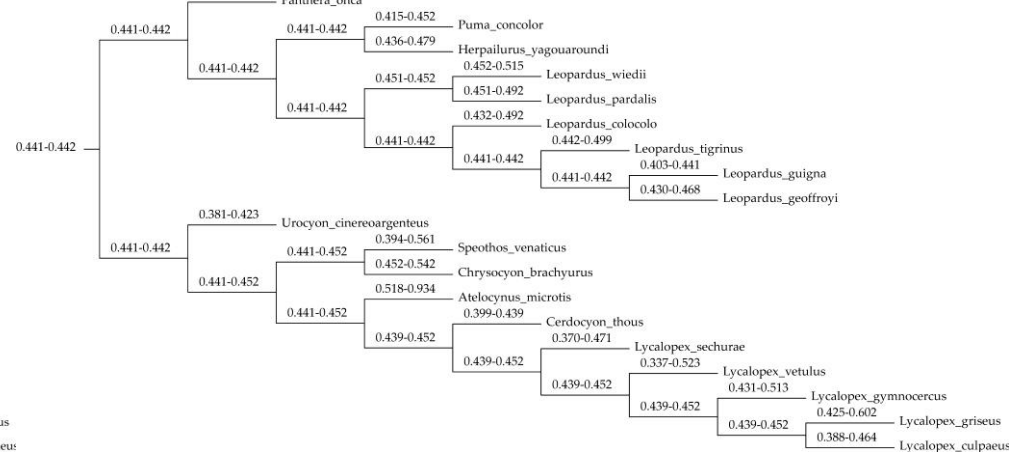 Panthera_onca
0.441-0.442
0.441-0.442
0.415-0.452
Puma_concolor
0.436-0.479
Herpailurus_yagouaroundi
0.441-0.442
0.451-0.452
0.452-0.515
Leopardus_wiedii
0.451-0.492
Leopardus_pardalis
0.441-0.442
0.432-0.492
Leopardus_colocolo
0.441-0.442
0.442-0.499
Leopardus_tigrinus
0.441-0.442
0.403-0.441
Leopardus_guigna
0.441-0.442
0.430-0.468
Leopardus_geoffroyi
0.441-0.442
0.381-0.423
Urocyon_cinereoargenteus
0.441-0.442
0.441-0.452
0.394-0.561
Speothos_venaticus
0.452-0.542
Chrysocyon_brachyurus
0.441-0.452
0.518-0.934
Atelocynus_microtis
0.441-0.452
0.399-0.439
Cerdocyon_thous
0.439-0.452
0.370-0.471
Lycalopex_sechurae
0.439-0.452
0.337-0.523
Lycalopex_vetulus
0.439-0.452
0.431-0.513
Lycalopex_gymnocercus
0.439-0.452
0.425-0.602
Lycalopex_griseus
0.439-0.452
0.388-0.464
Lycalopex_culpaeus
us
eus